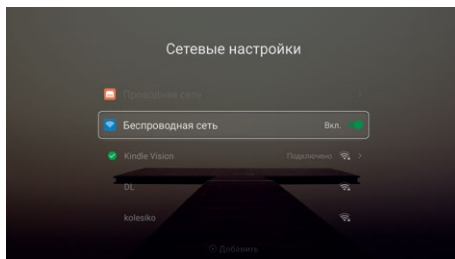 Сетевые настройки
Проводная сеть
Беспроводная сеть Вкл.
Kindle Vision Подключено
DL
kolesiko
Добавить